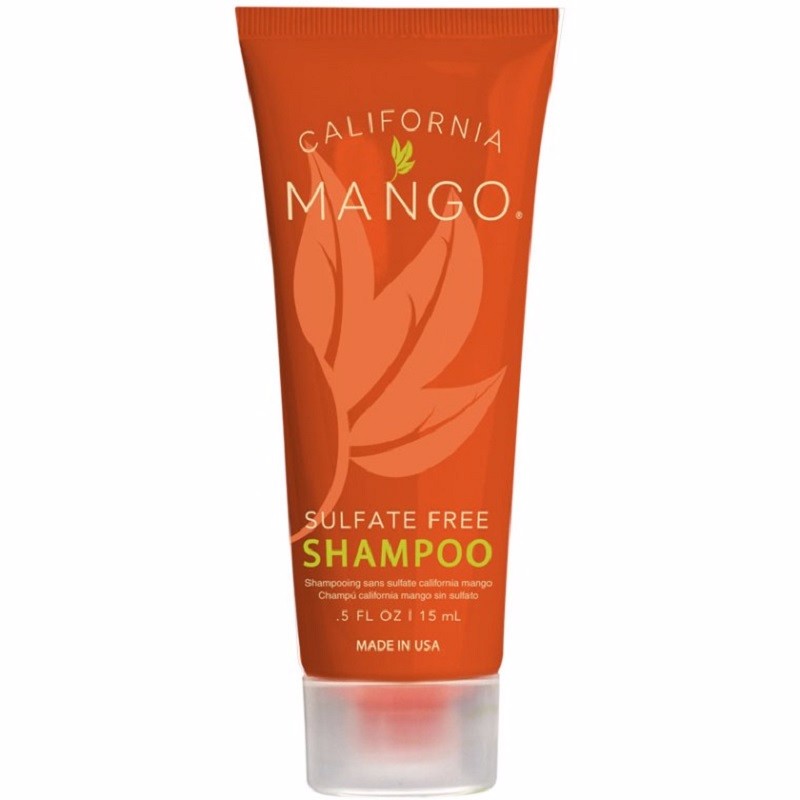 CALIFORNIA
MANGO®
SULFATE FREE
SHAMPOO
Shampooing sans sulfate california mango
Champú california mango sin sulfato
.5 FL OZ | 15 mL
MADE IN USA